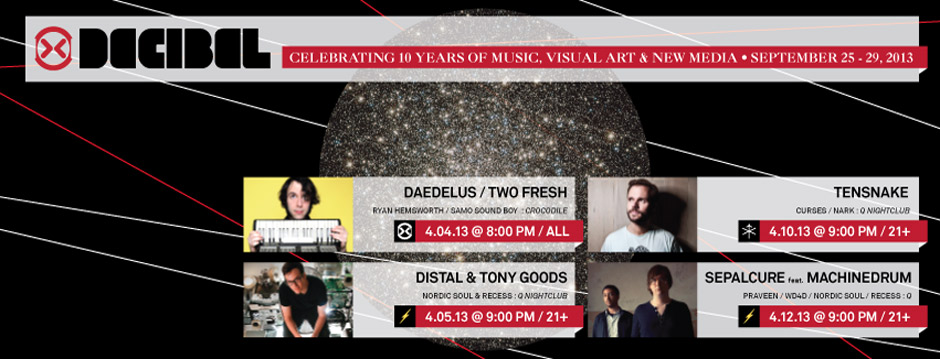 DECIBEL
CELEBRATING 10 YEARS OF MUSIC, VISUAL ART & NEW MEDIA • SEPTEMBER 25 - 29, 2013
DAEDELUS / TWO FRESH
RYAN HEMSWORTH / SAMO SOUND BOY : CROCODILE
4.04.13 @ 8:00 PM / ALL
TENSNAKE
CURSES / NARK : Q NIGHTCLUB
4.10.13 @ 9:00 PM / 21+
DISTAL & TONY GOODS
NORDIC SOUL & RECESS : Q NIGHTCLUB
4.05.13 @ 9:00 PM / 21+
SEPALCURE feat. MACHINEDRUM
PRAVEEN / WD4D / NORDIC SOUL / RECESS : Q
4.12.13 @ 9:00 PM / 21+